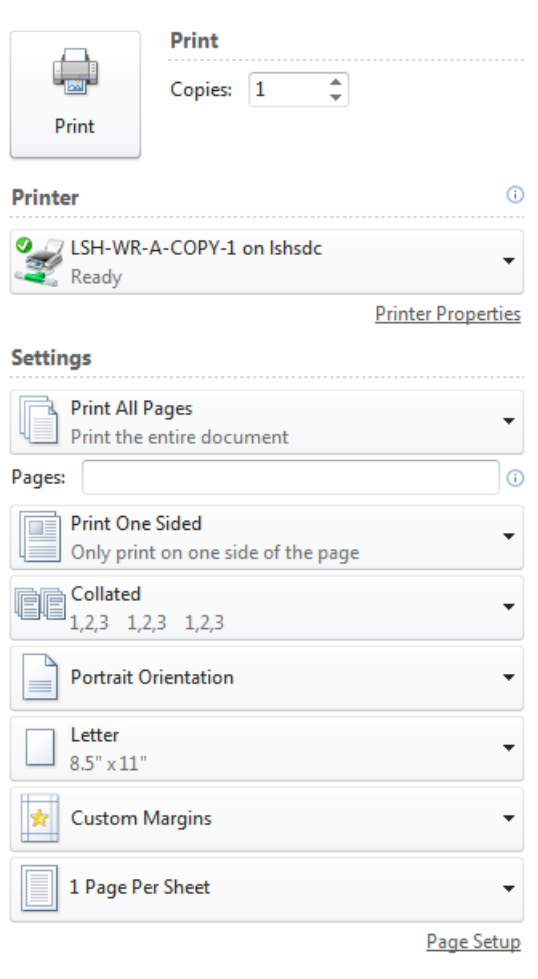 Print
Copies: 1
Print
Printer
LSH-WR-A-COPY-1 on lshsdc
Ready
Printer Properties
Settings
Print All Pages
Print the entire document
Pages:
Print One Sided
Only print on one side of the page
Collated
1,2,3 1,2,3 1,2,3
Portrait Orientation
Letter
8.5" x 11"
Custom Margins
1 Page Per Sheet
Page Setup